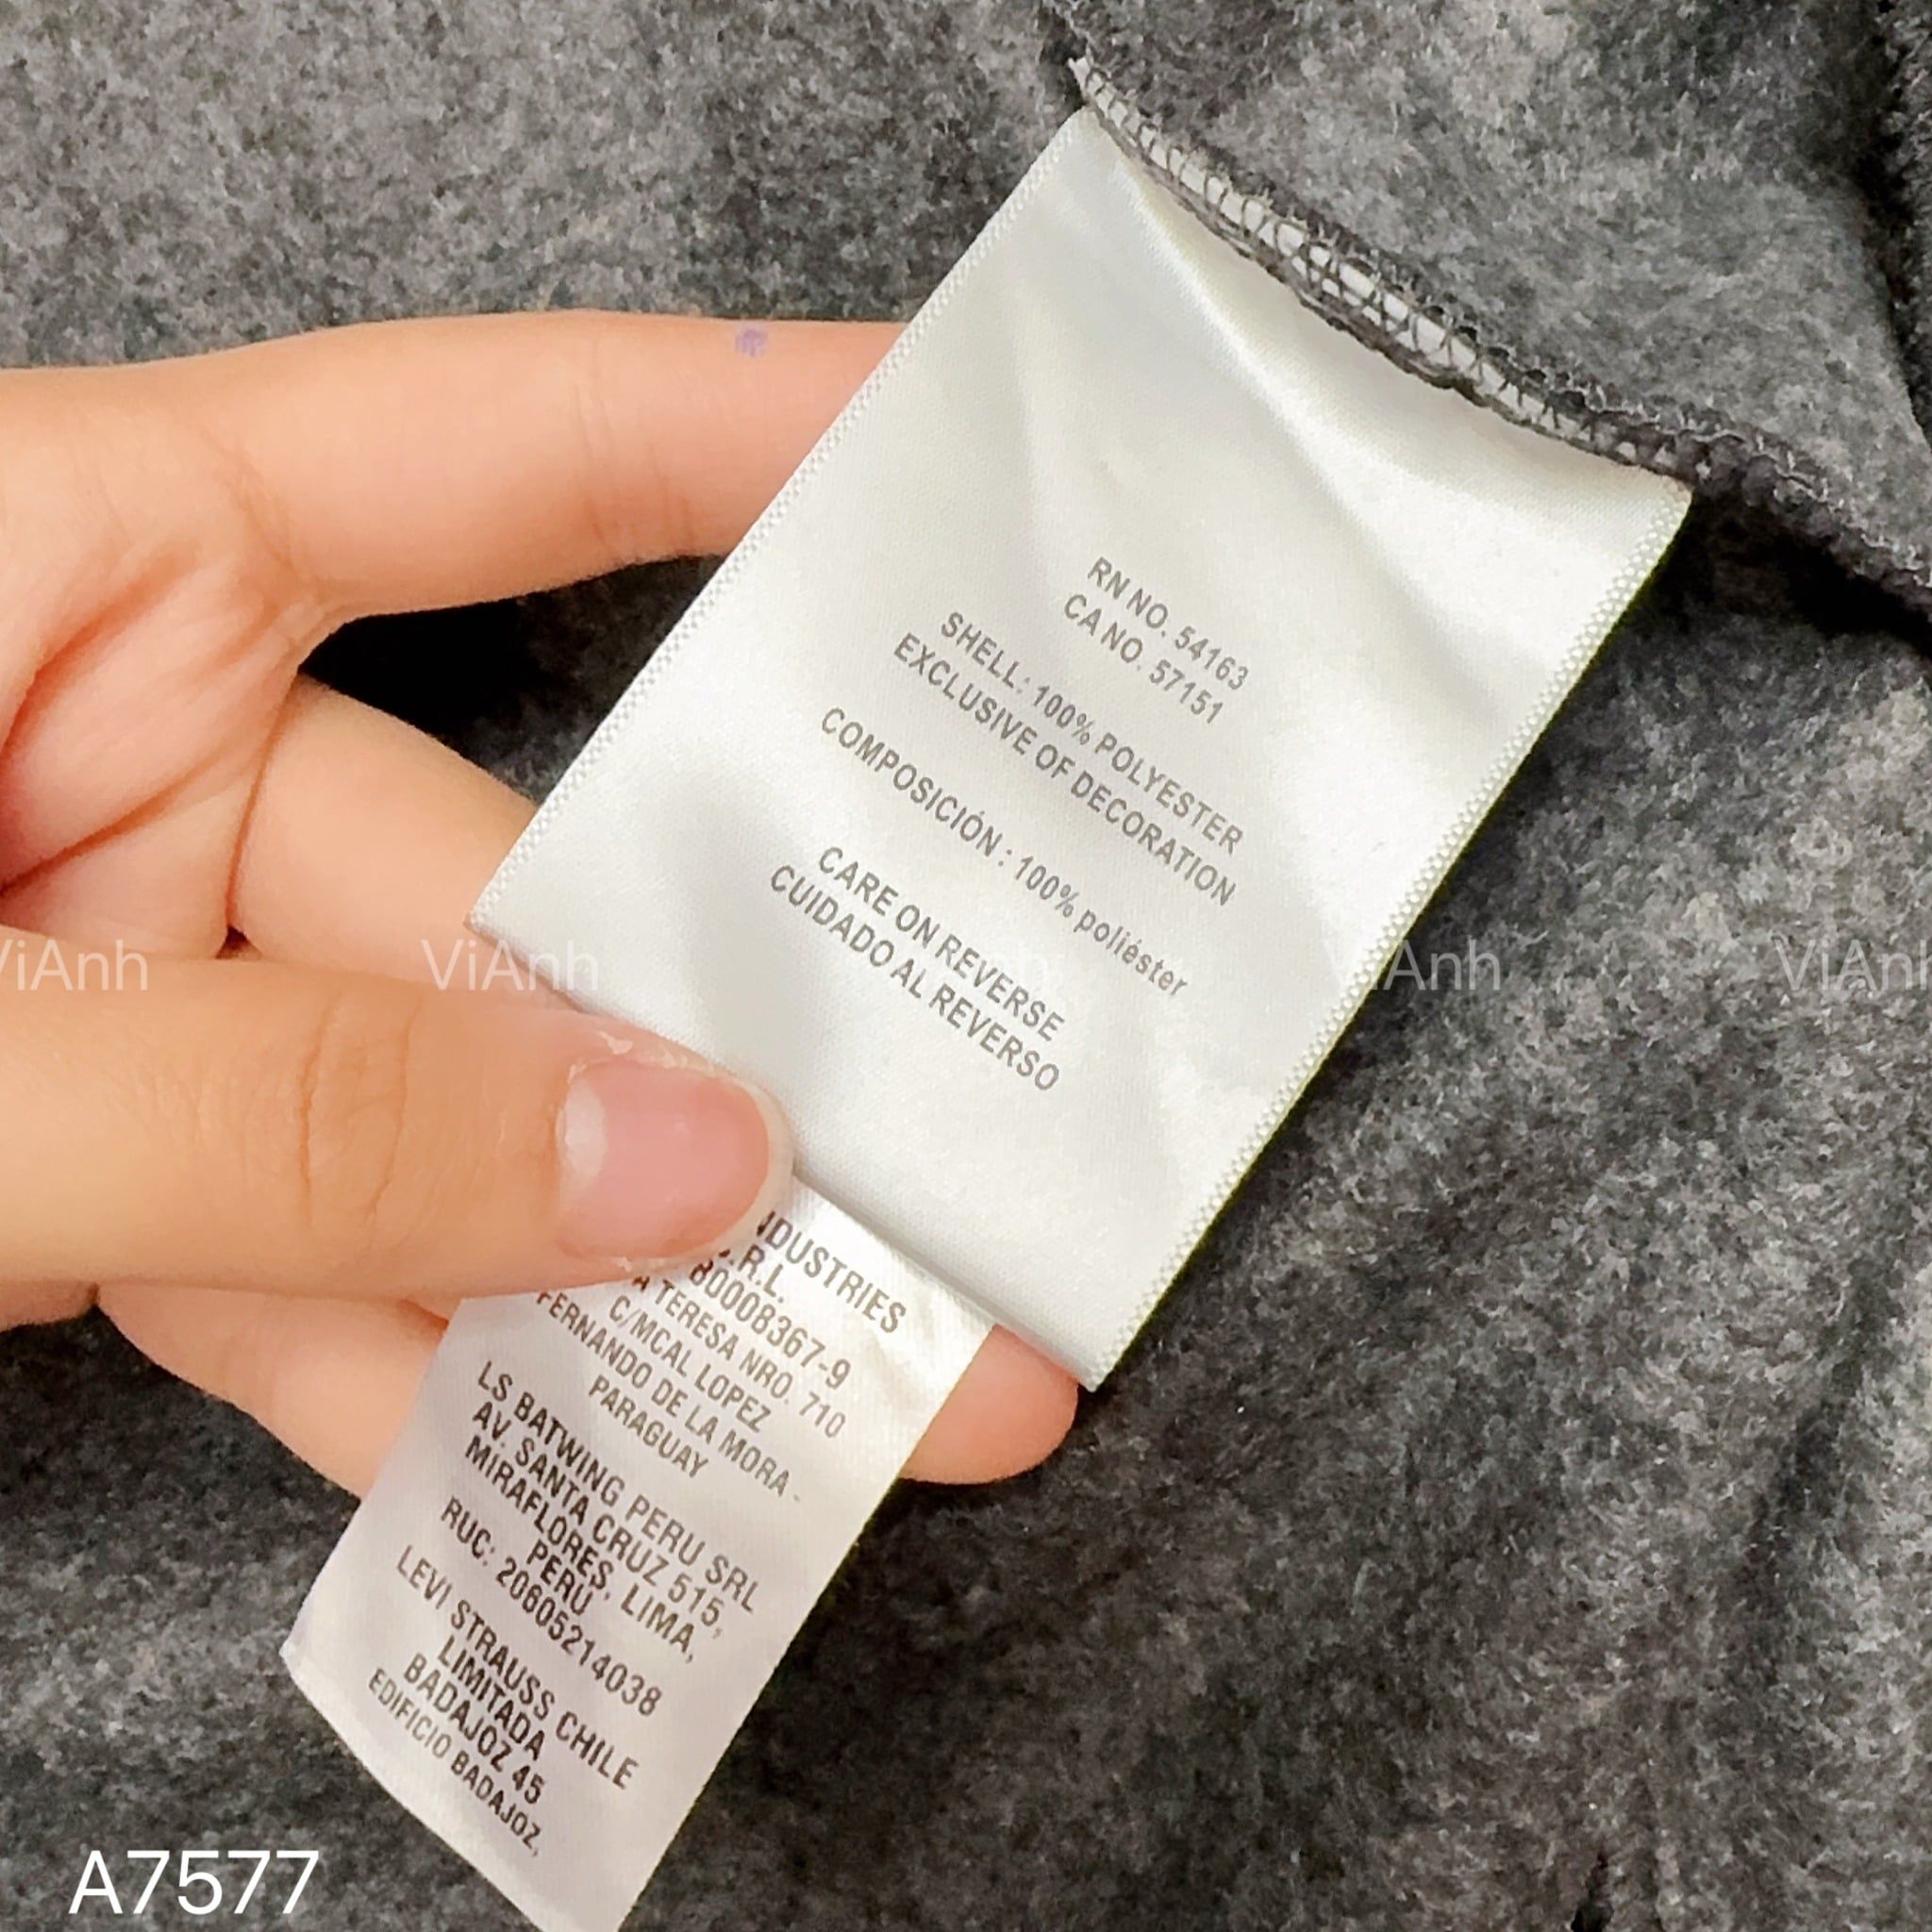 RN NO. 54163
CA NO. 57151
SHELL: 100% POLYESTER
EXCLUSIVE OF DECORATION
COMPOSICIÓN : 100% poliéster
CARE ON REVERSE
CUIDADO AL REVERSO
ViAnh ViAnh ViAnh ViAnh
NDUSTRIES
.R.L.
80008367-9
A TERESA NRO. 710
C/MCAL LOPEZ
FERNANDO DE LA MORA -
PARAGUAY
LS BATWING PERU SRL
AV. SANTA CRUZ 515,
MIRAFLORES, LIMA,
PERÚ
RUC: 20605214038
LEVI STRAUSS CHILE
LIMITADA
BADAJOZ 45
EDIFICIO BADAJOZ,
A7577